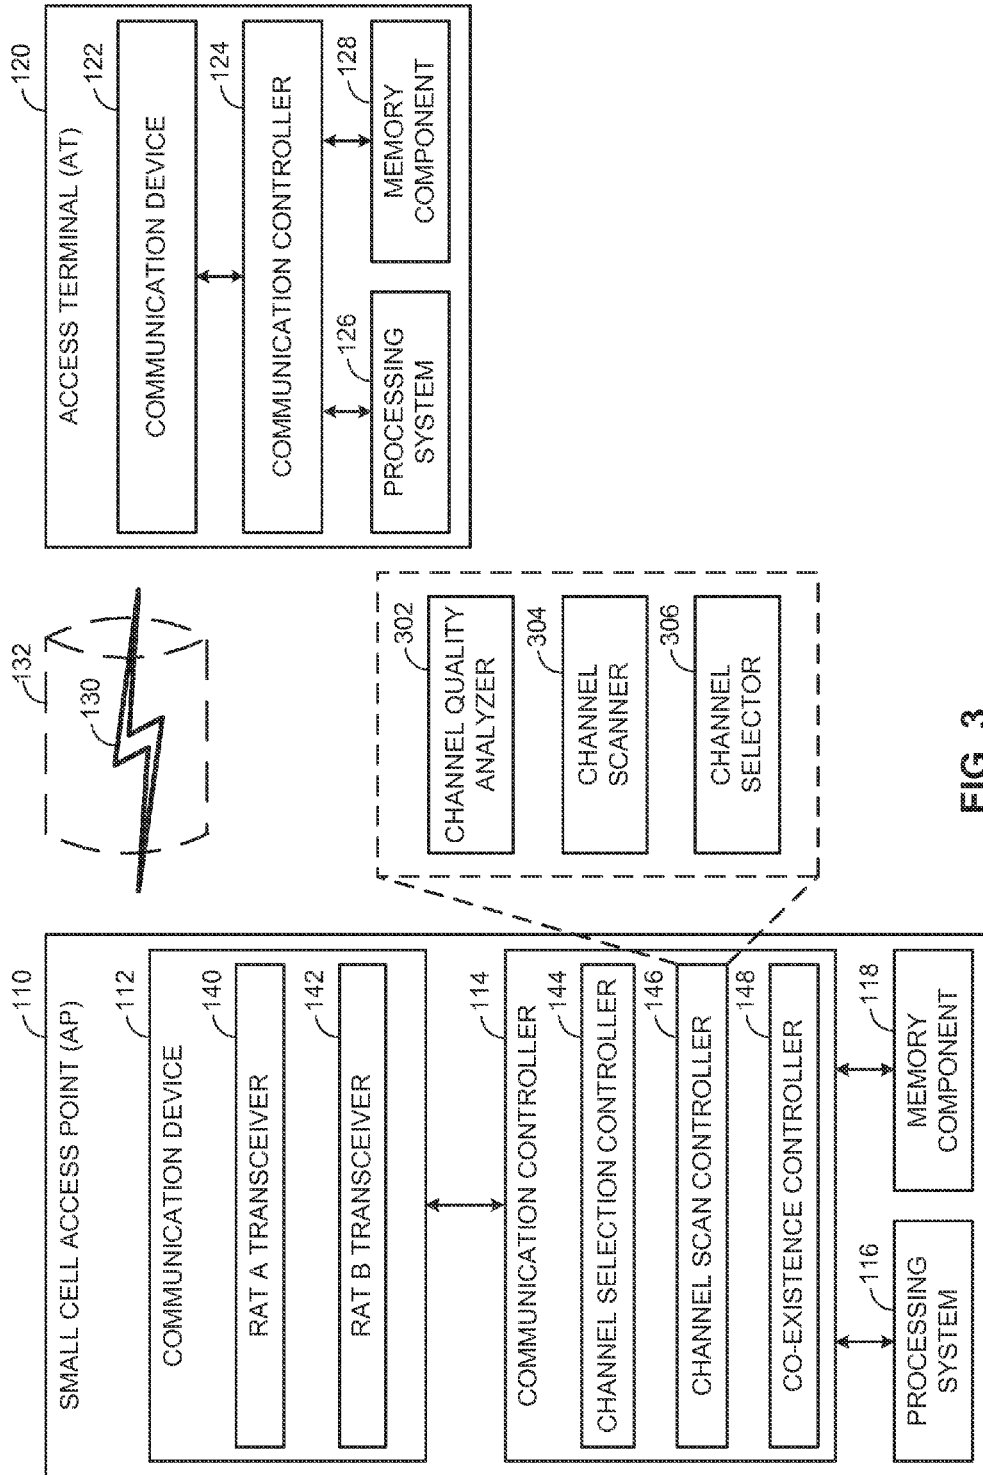 SMALL CELL ACCESS POINT (AP)
110
COMMUNICATION DEVICE
112
RAT A TRANSCEIVER
140
RAT B TRANSCEIVER
142
COMMUNICATION CONTROLLER
114
CHANNEL SELECTION CONTROLLER
144
CHANNEL SCAN CONTROLLER
146
CO-EXISTENCE CONTROLLER
148
PROCESSING
SYSTEM
116
MEMORY
COMPONENT
118
132
130
CHANNEL QUALITY
ANALYZER
302
CHANNEL
SCANNER
304
CHANNEL
SELECTOR
306
ACCESS TERMINAL (AT)
120
COMMUNICATION DEVICE
122
COMMUNICATION CONTROLLER
124
PROCESSING
SYSTEM
126
MEMORY
COMPONENT
128
FIG. 3